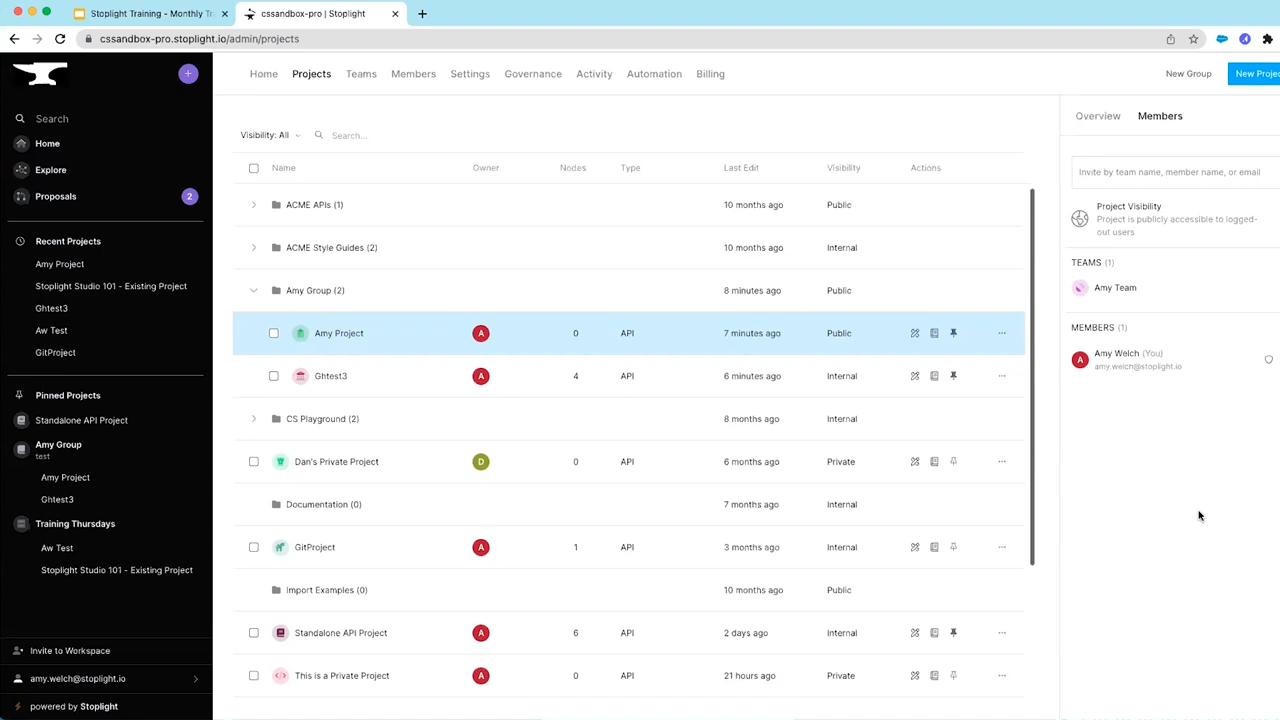 Stoplight Training - Monthly Tr
cssandbox-pro | Stoplight
cssandbox-pro.stoplight.io/admin/projects
Search
Home
Explore
Proposals
2
Recent Projects
Amy Project
Stoplight Studio 101 - Existing Project
Ghtest3
Aw Test
GitProject
Pinned Projects
Standalone API Project
Amy Group
test
Amy Project
Ghtest3
Training Thursdays
Aw Test
Stoplight Studio 101 - Existing Project
Invite to Workspace
amy.welch@stoplight.io
powered by Stoplight
Home Projects Teams Members Settings Governance Activity Automation Billing
New Group
New Projec
Visibility: All
Search...
Name Owner Nodes Type Last Edit Visibility Actions
ACME APIs (1) 10 months ago Public
ACME Style Guides (2) 10 months ago Internal
Amy Group (2) 8 minutes ago Public
Amy Project A 0 API 7 minutes ago Public
Ghtest3 A 4 API 6 minutes ago Internal
CS Playground (2) 8 months ago Internal
Dan's Private Project D 0 API 6 months ago Private
Documentation (0) 7 months ago Internal
GitProject A 1 API 3 months ago Internal
Import Examples (0) 10 months ago Public
Standalone API Project A 6 API 2 days ago Internal
This is a Private Project A 0 API 21 hours ago Private
Overview Members
Invite by team name, member name, or email
Project Visibility
Project is publicly accessible to logged-
out users
TEAMS (1)
Amy Team
MEMBERS (1)
A
Amy Welch (You)
amy.welch@stoplight.io